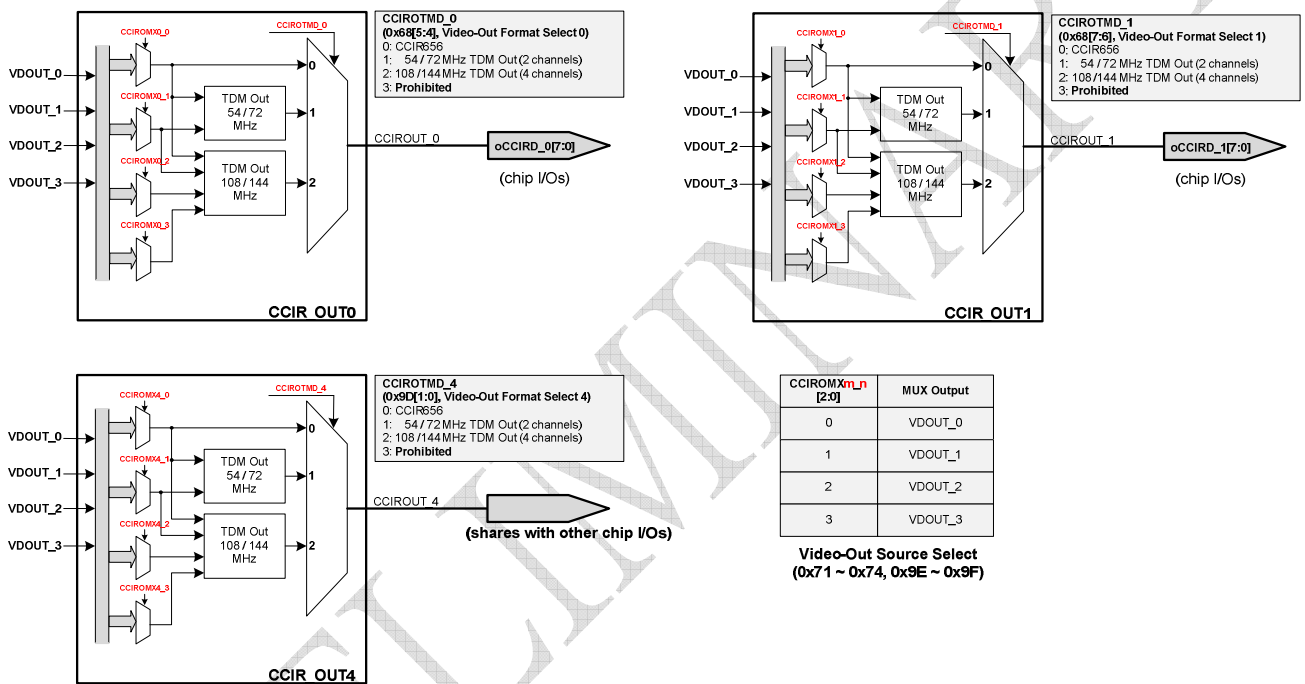 CCIROMX0_0
CCIROTMD_0
VDOUT_0
VDOUT_1
VDOUT_2
VDOUT_3
CCIROMX0_1
CCIROMX0_2
CCIROMX0_3
TDM Out
54 / 72
MHz
TDM Out
108 / 144
MHz
0
1
2
CCIR_OUT0
CCIROTMD_0
(0x68[5:4], Video-Out Format Select 0)
0: CCIR656
1: 54 / 72 MHz TDM Out (2 channels)
2: 108 /144 MHz TDM Out (4 channels)
3: Prohibited
CCIROUT_0
oCCIRD_0[7:0]
(chip I/Os)
CCIROMX1_0
CCIROTMD_1
VDOUT_0
VDOUT_1
VDOUT_2
VDOUT_3
CCIROMX1_1
CCIROMX1_2
CCIROMX1_3
TDM Out
54 / 72
MHz
TDM Out
108 / 144
MHz
0
1
2
CCIR_OUT1
CCIROTMD_1
(0x68[7:6], Video-Out Format Select 1)
0: CCIR656
1: 54 / 72 MHz TDM Out (2 channels)
2: 108 /144 MHz TDM Out (4 channels)
3: Prohibited
CCIROUT_1
oCCIRD_1[7:0]
(chip I/Os)
CCIROMX4_0
CCIROTMD_4
VDOUT_0
VDOUT_1
VDOUT_2
VDOUT_3
CCIROMX4_1
CCIROMX4_2
CCIROMX4_3
TDM Out
54 / 72
MHz
TDM Out
108 / 144
MHz
0
1
2
CCIR_OUT4
CCIROTMD_4
(0x9D[1:0], Video-Out Format Select 4)
0: CCIR656
1: 54 / 72 MHz TDM Out (2 channels)
2: 108 /144 MHz TDM Out (4 channels)
3: Prohibited
CCIROUT_4
(shares with other chip I/Os)
CCIROMXm_n
[2:0]
MUX Output
0 VDOUT_0
1 VDOUT_1
2 VDOUT_2
3 VDOUT_3
Video-Out Source Select
(0x71 ~ 0x74, 0x9E ~ 0x9F)